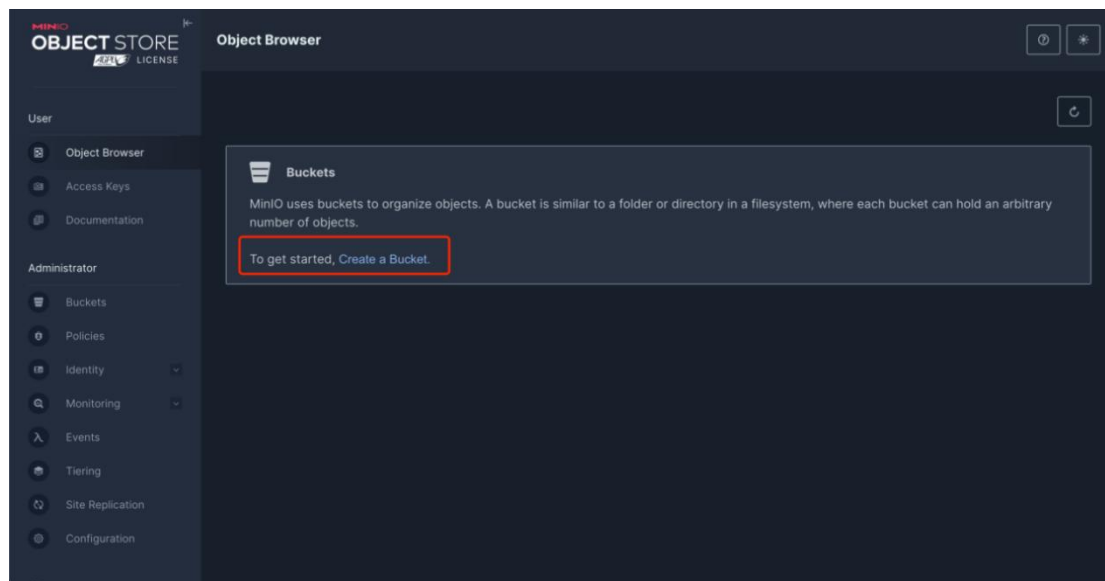 MINIO
OBJECT STORE
AGPLv3 LICENSE
User
Object Browser
Access Keys
Documentation
Administrator
Buckets
Policies
Identity
Monitoring
Events
Tiering
Site Replication
Configuration
Object Browser
Buckets
MinIO uses buckets to organize objects. A bucket is similar to a folder or directory in a filesystem, where each bucket can hold an arbitrary
number of objects.
To get started, Create a Bucket.